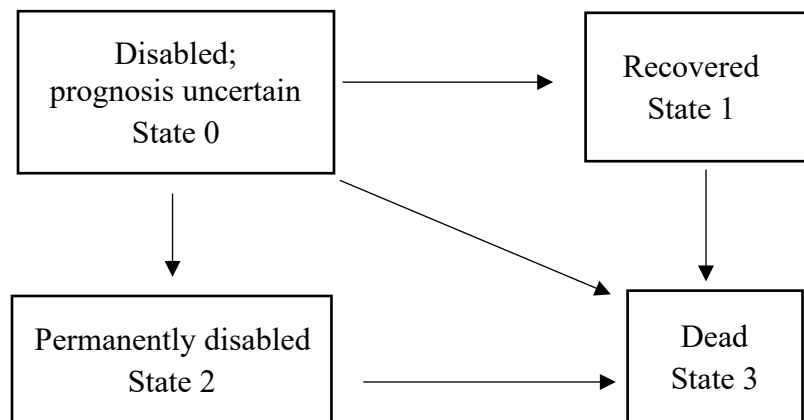 Disabled;
prognosis uncertain
State 0
Recovered
State 1
Permanently disabled
State 2
Dead
State 3